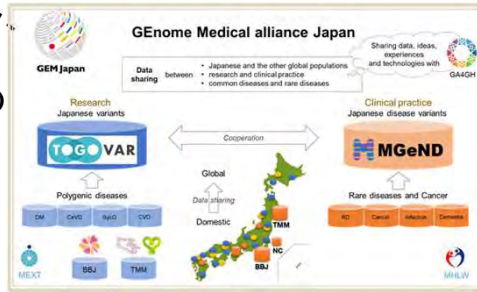 GEnome Medical alliance Japan
GEM Japan
Data
sharing
between
• Japanese and the other global populations
• research and clinical practice
• common diseases and rare diseases
Sharing data, ideas,
experiences
and technologies with
GA4GH
Research
Japanese variants
TOGOVAR
Cooperation
Clinical practice
Japanese disease variants
MGeND
Polygenic diseases
Global
Data sharing
Domestic
Rare diseases and Cancer
DM
CVD
RD
Cancer
Infection
Dementia
TMM
NC
BBJ
MEXT
BBJ
TMM
MHLW